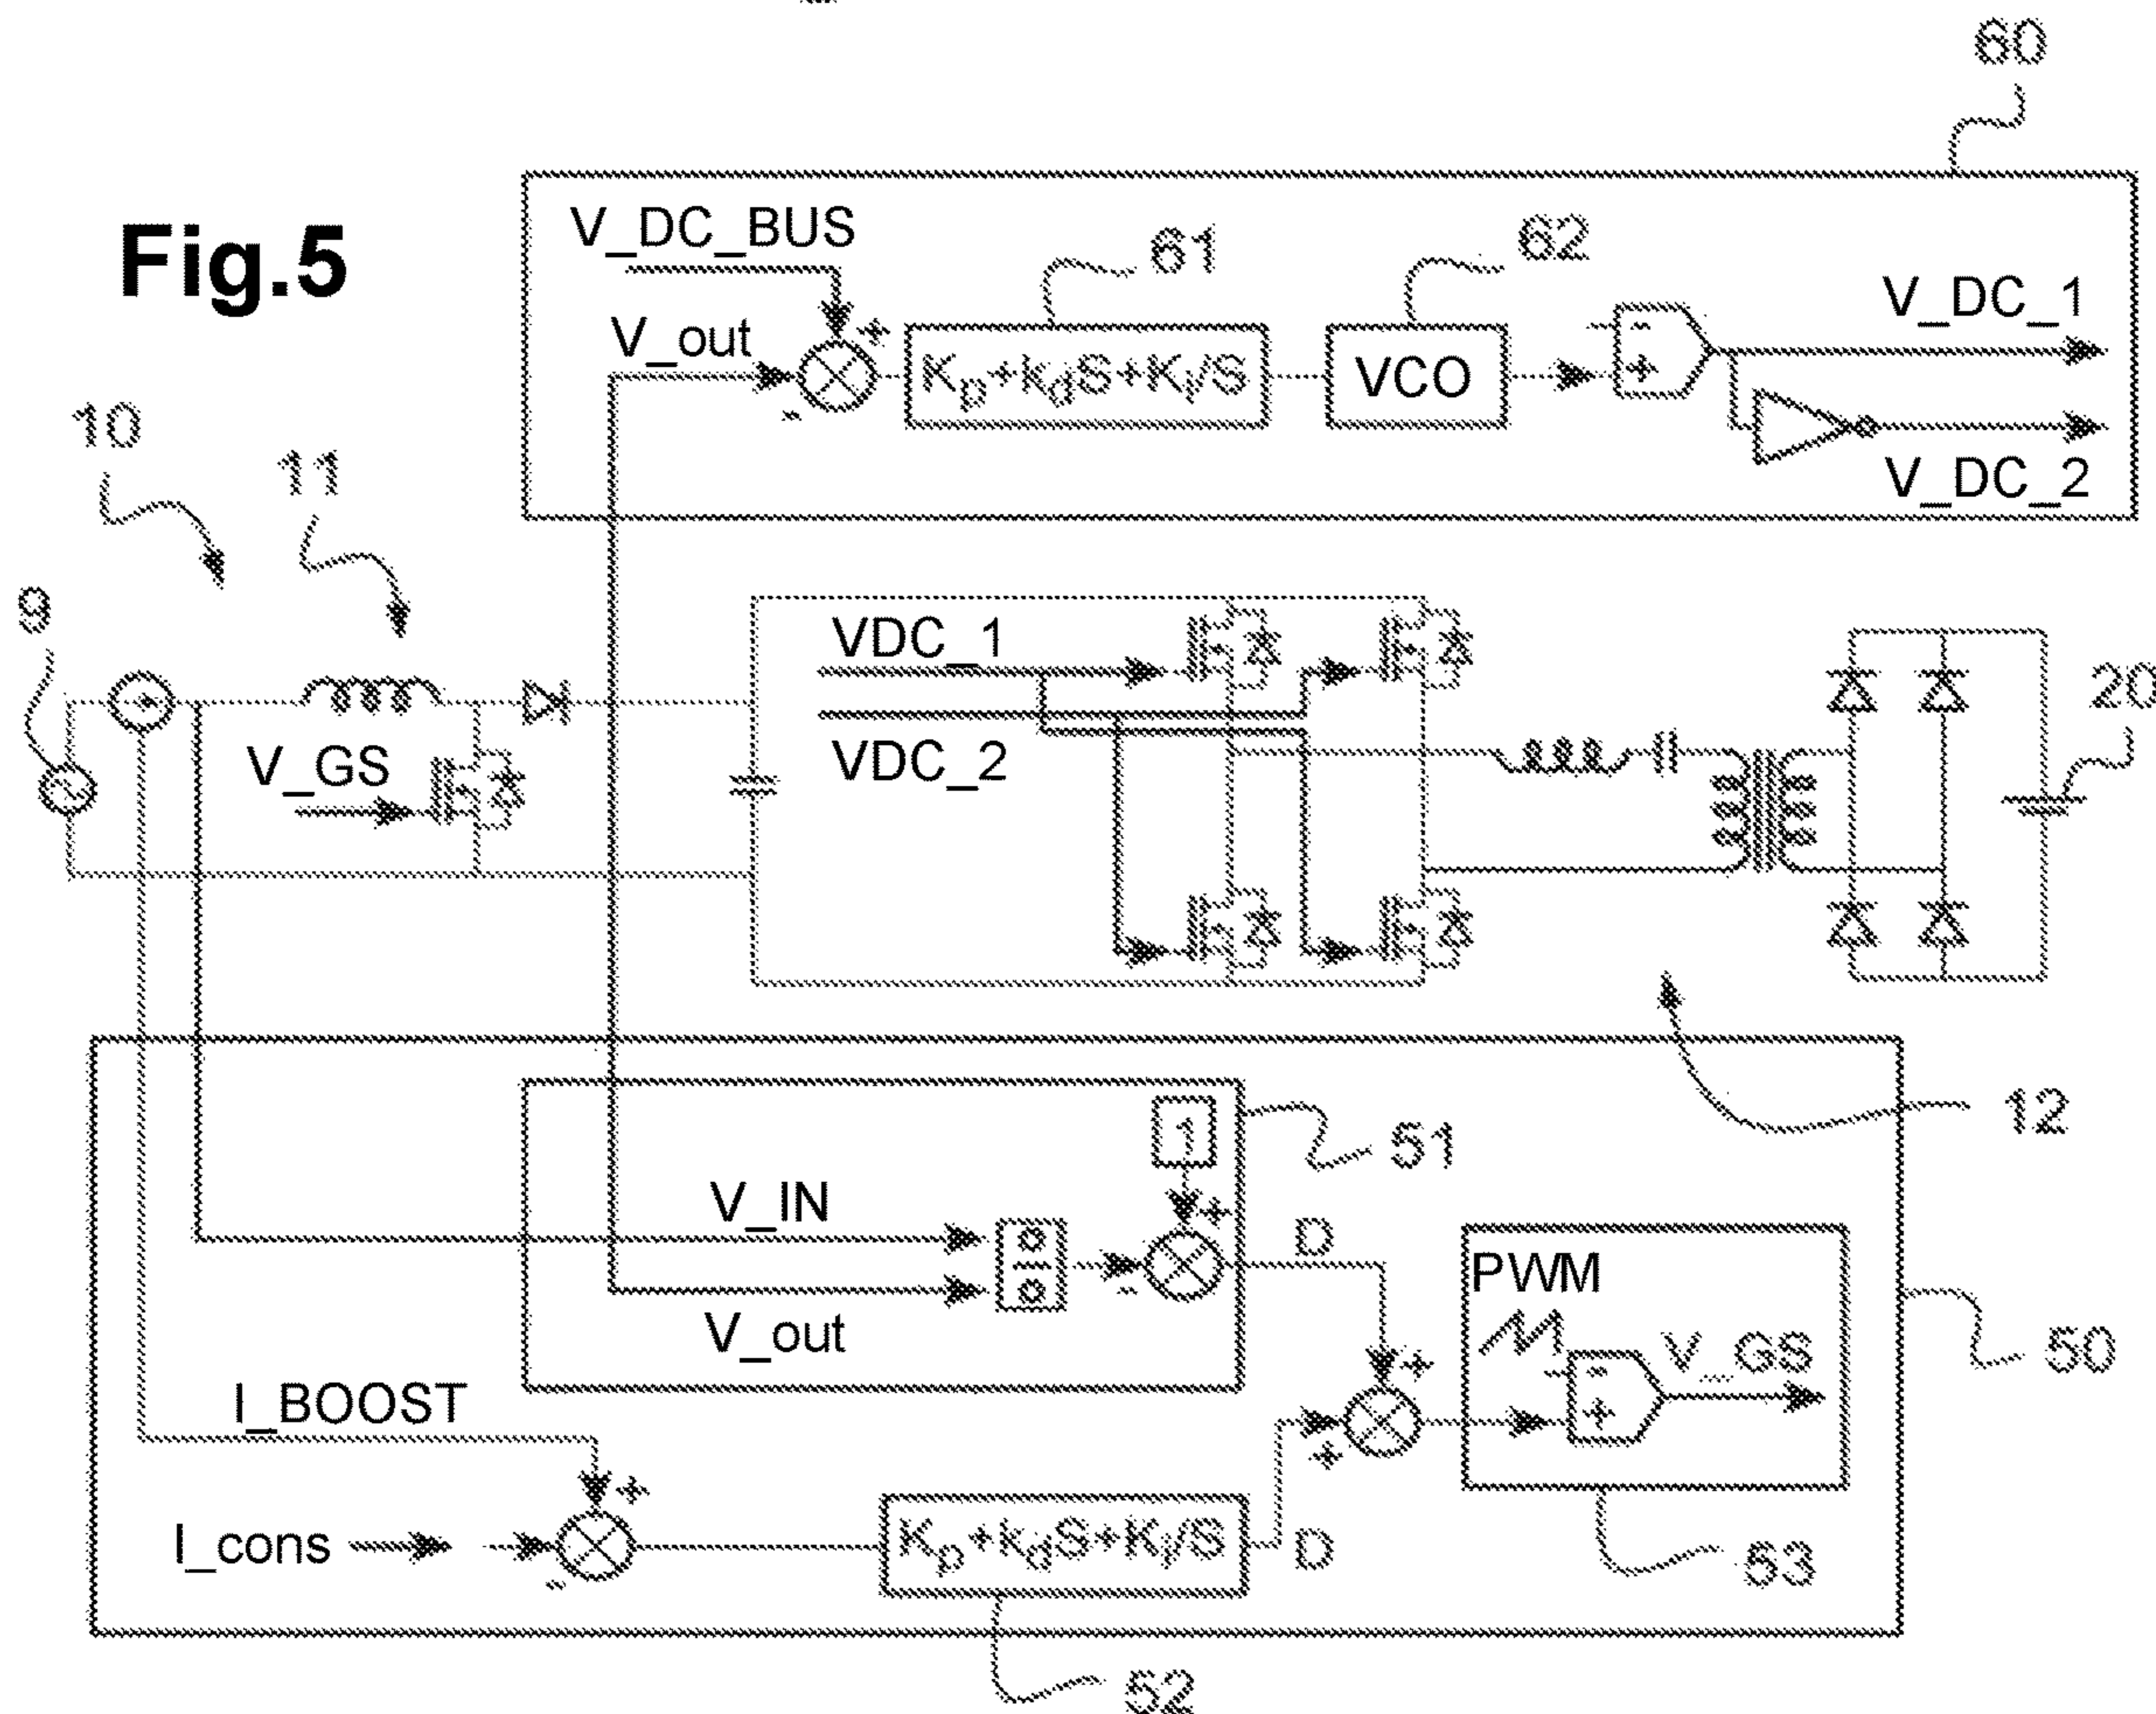 60
Fig.5
V_DC_BUS
61
62
V_DC_1
V_out
+
-
Kp+kdS+Ki/S
VCO
-
+
V_DC_2
10
11
9
VDC_1
V_GS
VDC_2
20
12
1
51
V_IN
+
-
D
V_out
PWM
V_GS
50
I_BOOST
+
-
+
+
+
I_cons
-
Kp+kdS+Ki/S
D
53
52